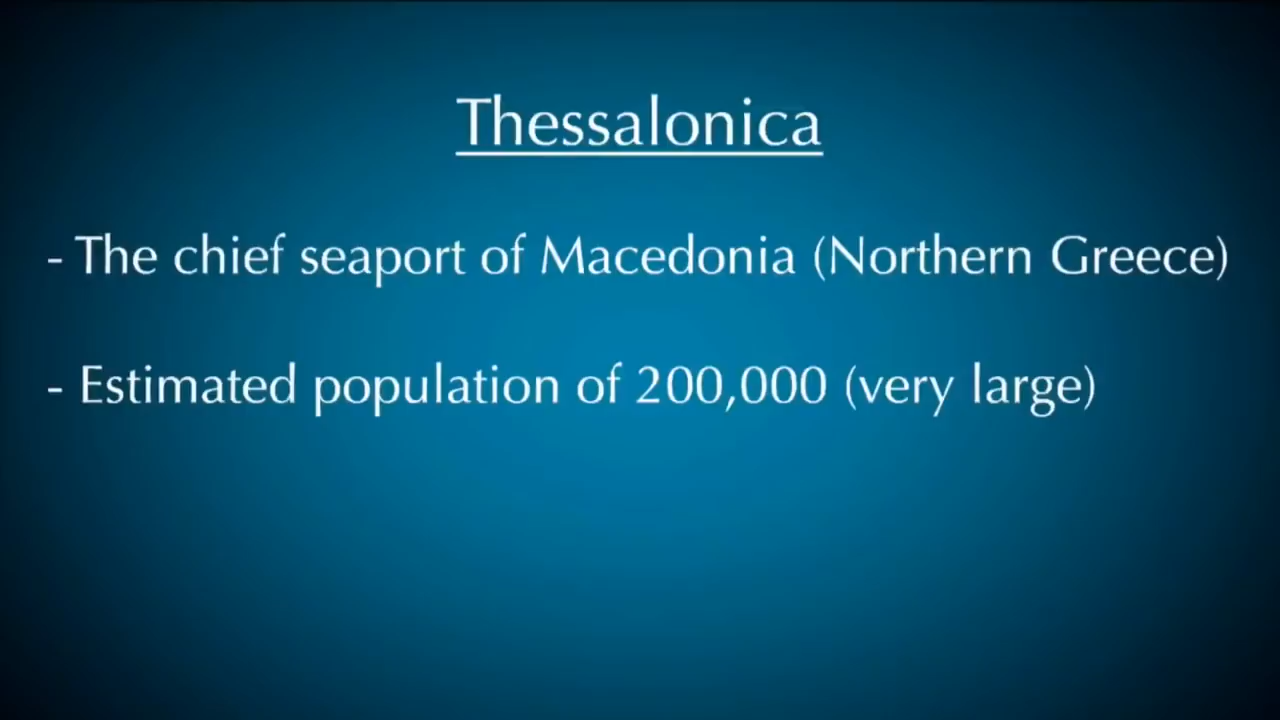 Thessalonica
- The chief seaport of Macedonia (Northern Greece)
- Estimated population of 200,000 (very large)